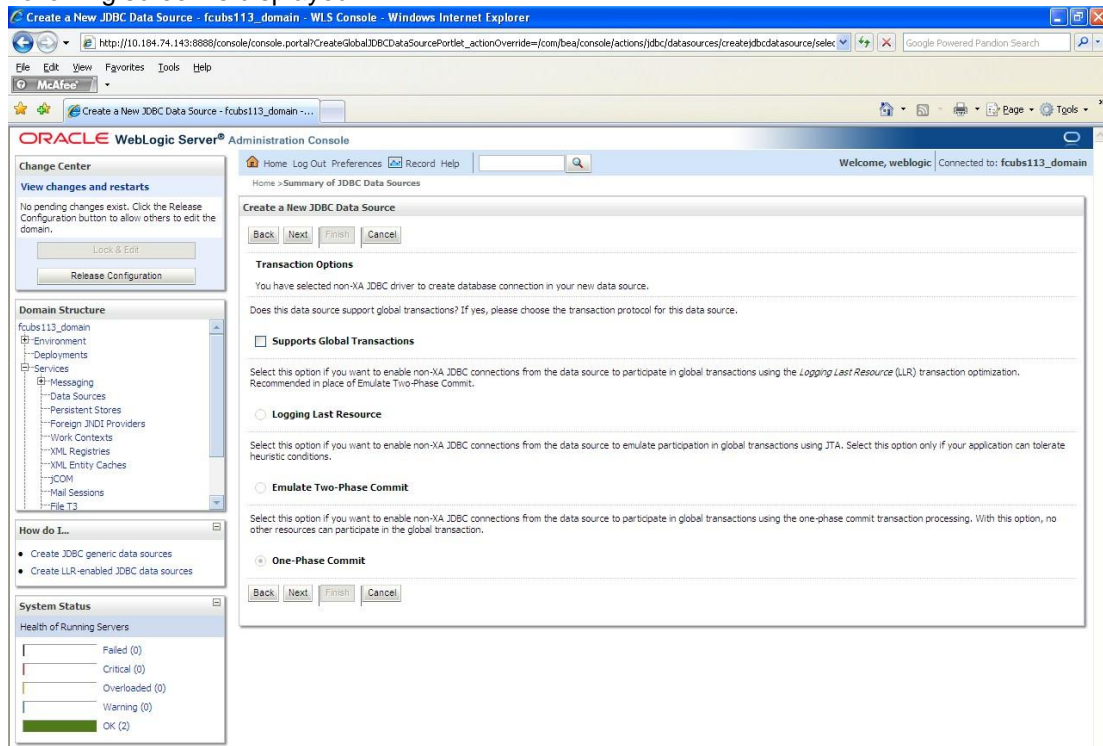 Create a New JDBC Data Source - fcubs113_domain - WLS Console - Windows Internet Explorer
http://10.184.74.143:8888/console/console.portal?CreateGlobalJDBCDataSourcePortlet_actionOverride=/com/bea/console/actions/jdbc/datasources/createjdbcdatasource/selec
Google Powered Pandion Search
File Edit View Favorites Tools Help
McAfee
Create a New JDBC Data Source - fcubs113_domain -...
Page Tools
ORACLE WebLogic Server® Administration Console
Change Center
View changes and restarts
No pending changes exist. Click the Release
Configuration button to allow others to edit the
domain.
Lock & Edit
Release Configuration
Domain Structure
fcubs113_domain
Environment
Deployments
Services
Messaging
Data Sources
Persistent Stores
Foreign JNDI Providers
Work Contexts
XML Registries
XML Entity Caches
jCOM
Mail Sessions
File T3
How do I...
Create JDBC generic data sources
Create LLR-enabled JDBC data sources
System Status
Health of Running Servers
Failed (0)
Critical (0)
Overloaded (0)
Warning (0)
OK (2)
Home Log Out Preferences Record Help
Welcome, weblogic Connected to: fcubs113_domain
Home >Summary of JDBC Data Sources
Create a New JDBC Data Source
Back Next Finish Cancel
Transaction Options
You have selected non-XA JDBC driver to create database connection in your new data source.
Does this data source support global transactions? If yes, please choose the transaction protocol for this data source.
Supports Global Transactions
Select this option if you want to enable non-XA JDBC connections from the data source to participate in global transactions using the Logging Last Resource (LLR) transaction optimization.
Recommended in place of Emulate Two-Phase Commit.
Logging Last Resource
Select this option if you want to enable non-XA JDBC connections from the data source to emulate participation in global transactions using JTA. Select this option only if your application can tolerate
heuristic conditions.
Emulate Two-Phase Commit
Select this option if you want to enable non-XA JDBC connections from the data source to participate in global transactions using the one-phase commit transaction processing. With this option, no
other resources can participate in the global transaction.
One-Phase Commit
Back Next Finish Cancel